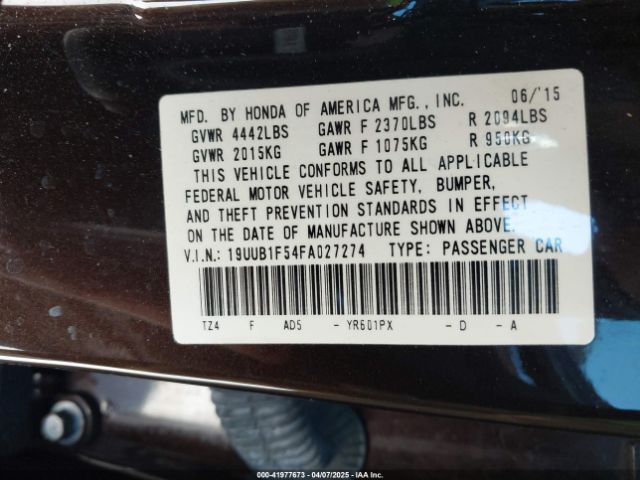 MFD. BY HONDA OF AMERICA MFG., INC. 06/'15
GVWR 4442LBS GAWR F 2370LBS R 2094LBS
GVWR 2015KG GAWR F 1075KG R 950KG
THIS VEHICLE CONFORMS TO ALL APPLICABLE
FEDERAL MOTOR VEHICLE SAFETY, BUMPER,
AND THEFT PREVENTION STANDARDS IN EFFECT
ON THE DATE OF MANUFACTURE SHOWN ABOVE.
V.I.N.: 19UUB1F54FA027274 TYPE: PASSENGER CAR
TZ4 F AD5 - YR601PX - D - A
000-41977673 - 04/07/2025 - IAAI.COM